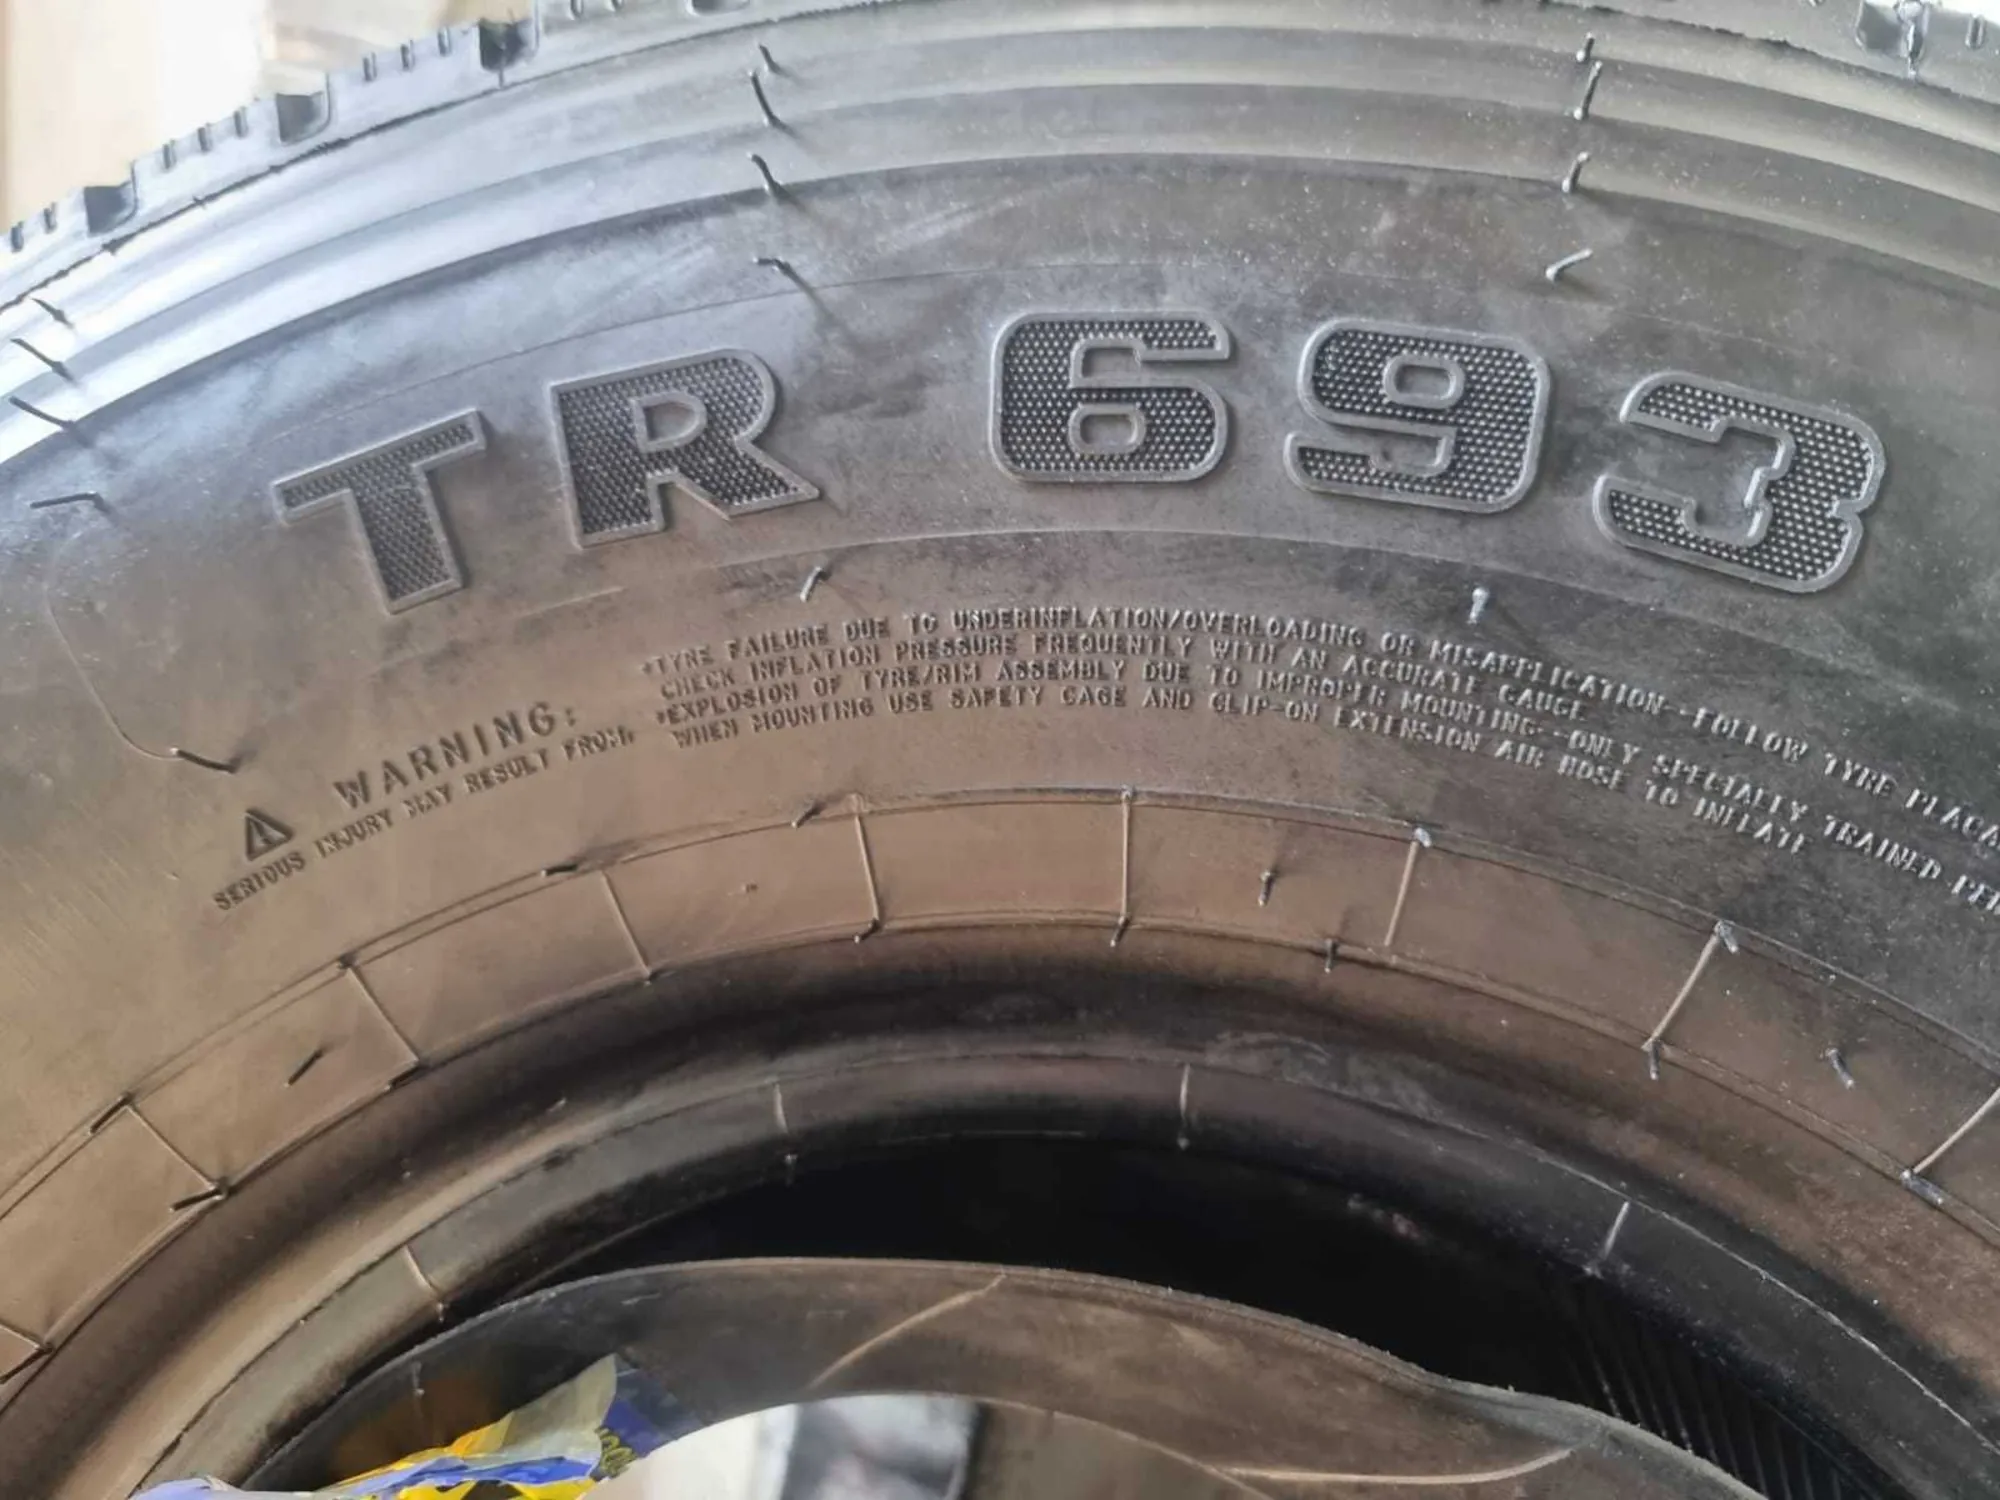 TR 693
WARNING:
SERIOUS INJURY MAY RESULT FROM:
•TYRE FAILURE DUE TO UNDERINFLATION/OVERLOADING OR MISAPPLICATION--FOLLOW TYRE PLACA
CHECK INFLATION PRESSURE FREQUENTLY WITH AN ACCURATE GAUGE
•EXPLOSION OF TYRE/RIM ASSEMBLY DUE TO IMPROPER MOUNTING--ONLY SPECIALLY TRAINED PER
WHEN MOUNTING USE SAFETY CAGE AND CLIP-ON EXTENSION AIR HOSE TO INFLATE